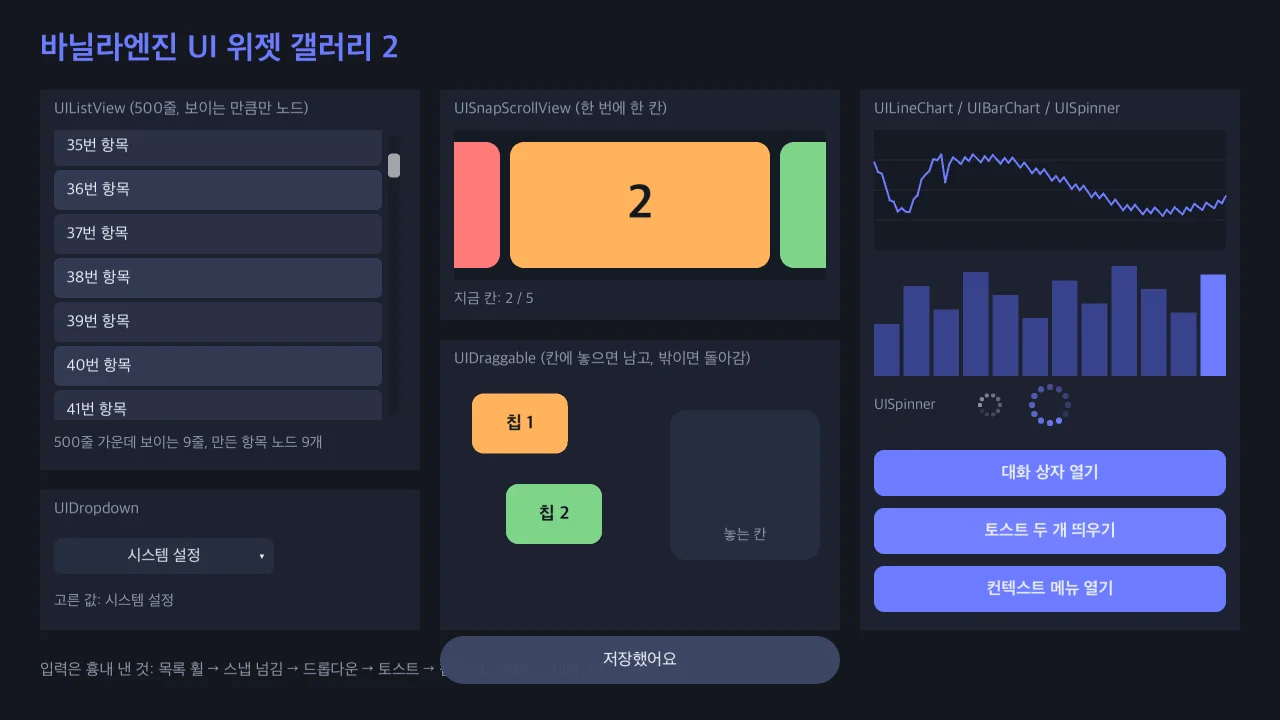 바닐라엔진 UI 위젯 갤러리 2
UIListView (500줄, 보이는 만큼만 노드)
35번 항목
36번 항목
37번 항목
38번 항목
39번 항목
40번 항목
41번 항목
500줄 가운데 보이는 9줄, 만든 항목 노드 9개
UIDropdown
시스템 설정
고른 값: 시스템 설정
UISnapScrollView (한 번에 한 칸)
2
지금 칸: 2 / 5
UIDraggable (칸에 놓으면 남고, 밖이면 돌아감)
칩 1
칩 2
놓는 칸
UILineChart / UIBarChart / UISpinner
UISpinner
대화 상자 열기
토스트 두 개 띄우기
컨텍스트 메뉴 열기
입력은 흉내 낸 것: 목록 휠 → 스냅 넘김 → 드롭다운 → 토스트 →
저장했어요